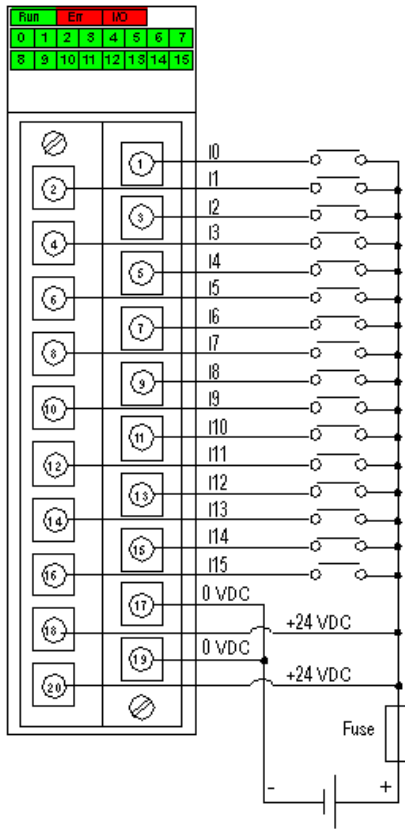 Run Err I/O
0 1 2 3 4 5 6 7
8 9 10 11 12 13 14 15
1 I0
2 I1
3 I2
4 I3
5 I4
6 I5
7 I6
8 I7
9 I8
10 I9
11 I10
12 I11
13 I12
14 I13
15 I14
16 I15
17 0 VDC
18 +24 VDC
19 0 VDC
20 +24 VDC
Fuse
- +